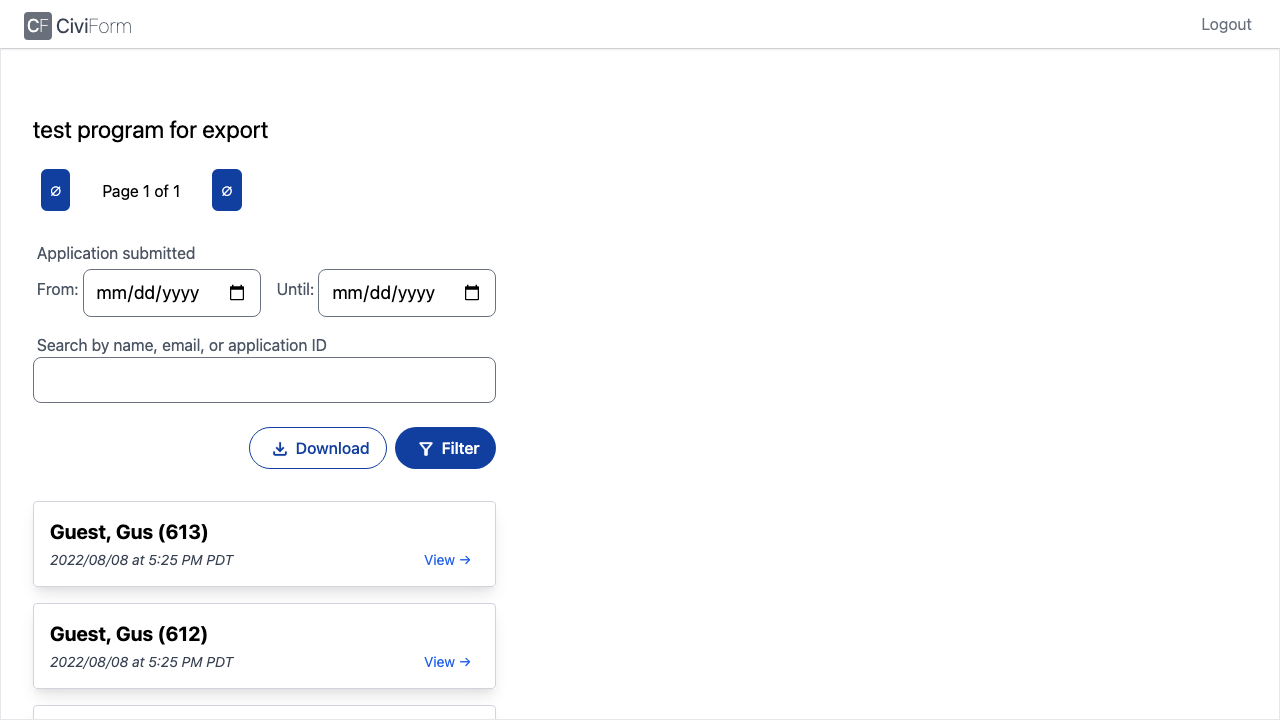 CF CiviForm
Logout
test program for export
∅ Page 1 of 1 ∅
Application submitted
From: mm/dd/yyyy Until: mm/dd/yyyy
Search by name, email, or application ID
Download Filter
Guest, Gus (613)
2022/08/08 at 5:25 PM PDT View →
Guest, Gus (612)
2022/08/08 at 5:25 PM PDT View →